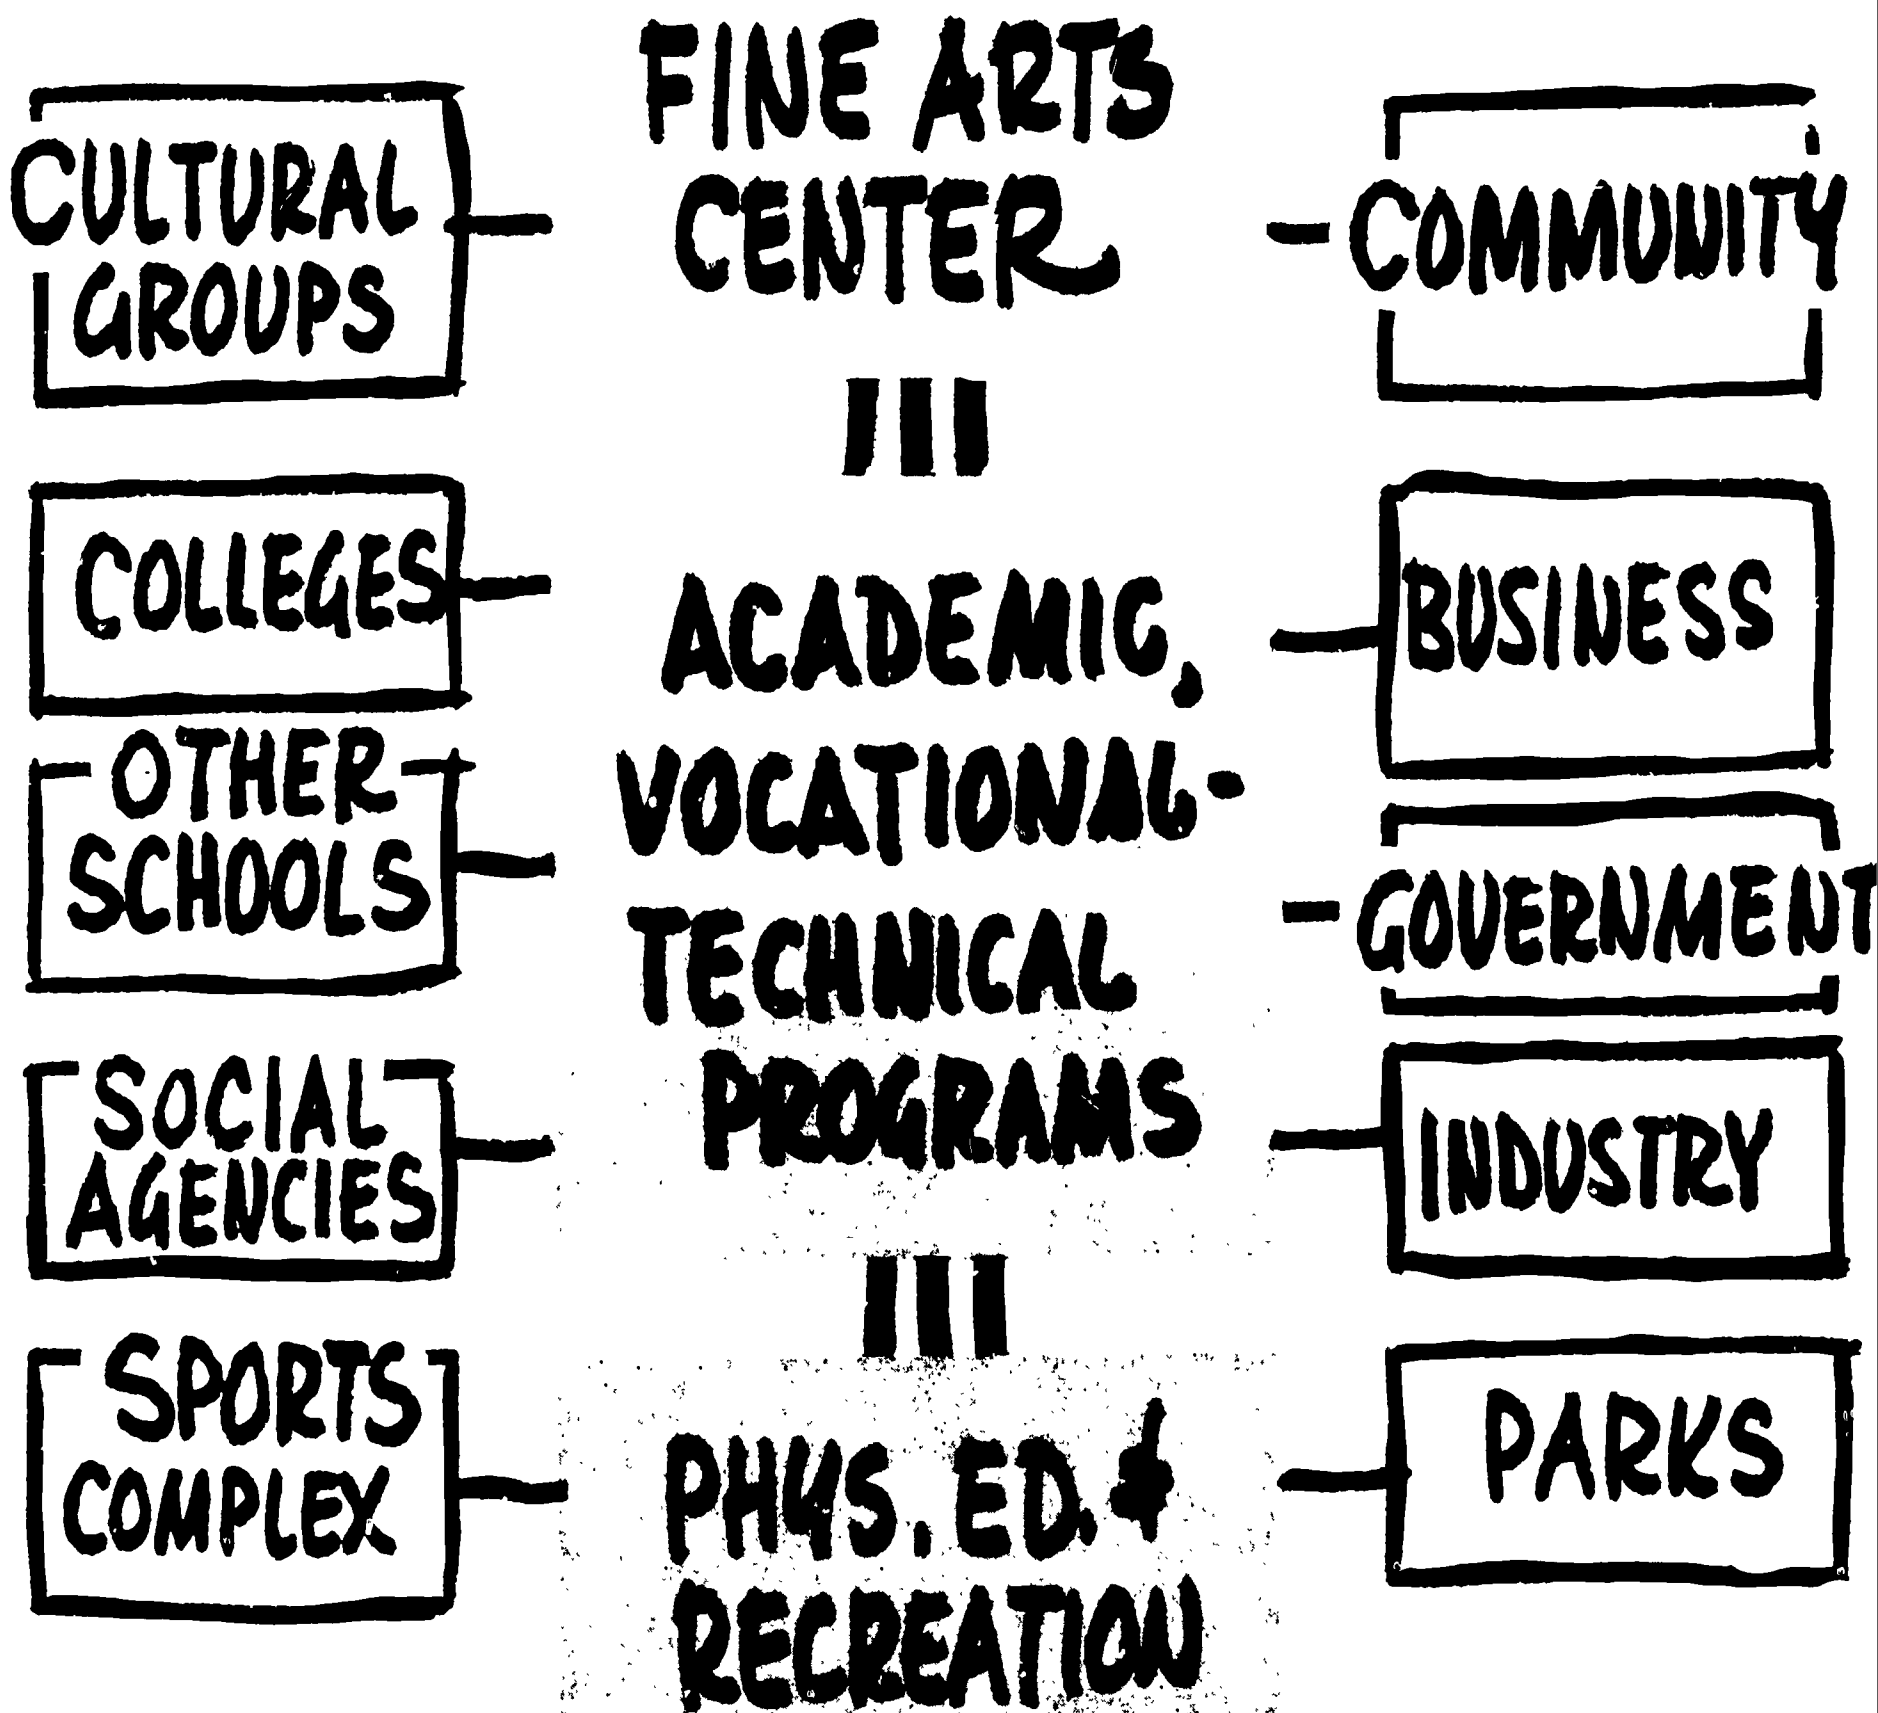 CULTURAL
GROUPS
COLLEGES
OTHER
SCHOOLS
SOCIAL
AGENCIES
SPORTS
COMPLEX
FINE ARTS
CENTER
ACADEMIC,
VOCATIONAL-
TECHNICAL
PROGRAMS
PHYS. ED. &
RECREATION
COMMUNITY
BUSINESS
GOVERNMENT
INDUSTRY
PARKS